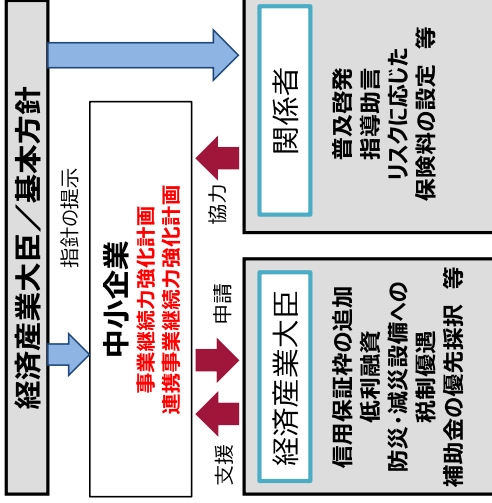 経済産業大臣／基本方針
指針の提示
中小企業
事業継続力強化計画
連携事業継続力強化計画
支援
申請
協力
経済産業大臣
信用保証枠の追加
低利融資
防災・減災設備への
税制優遇
補助金の優先採択　等
関係者
普及啓発
指導助言
リスクに応じた
保険料の設定　等